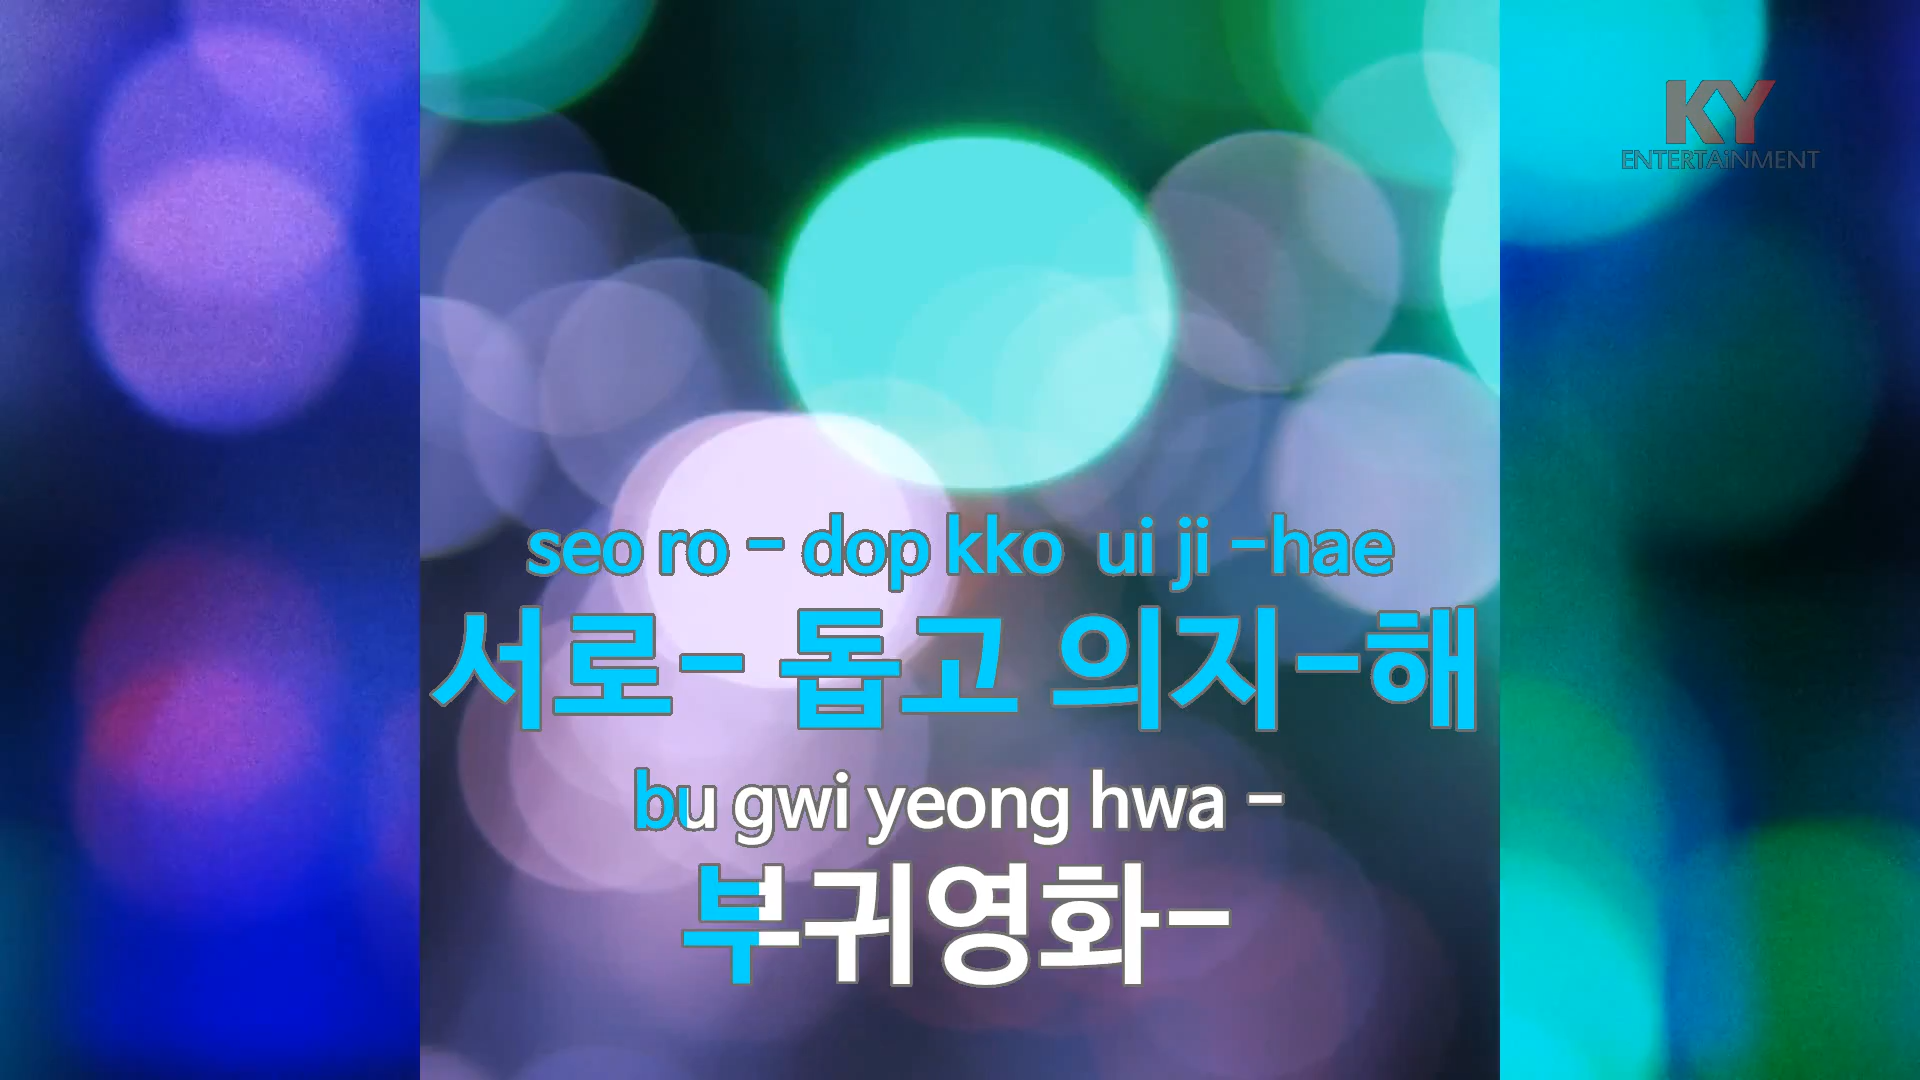 KY
ENTERTAiNMENT
seo ro - dop kko ui ji -hae
서로- 돕고 의지-해
bu gwi yeong hwa -
부귀영화-